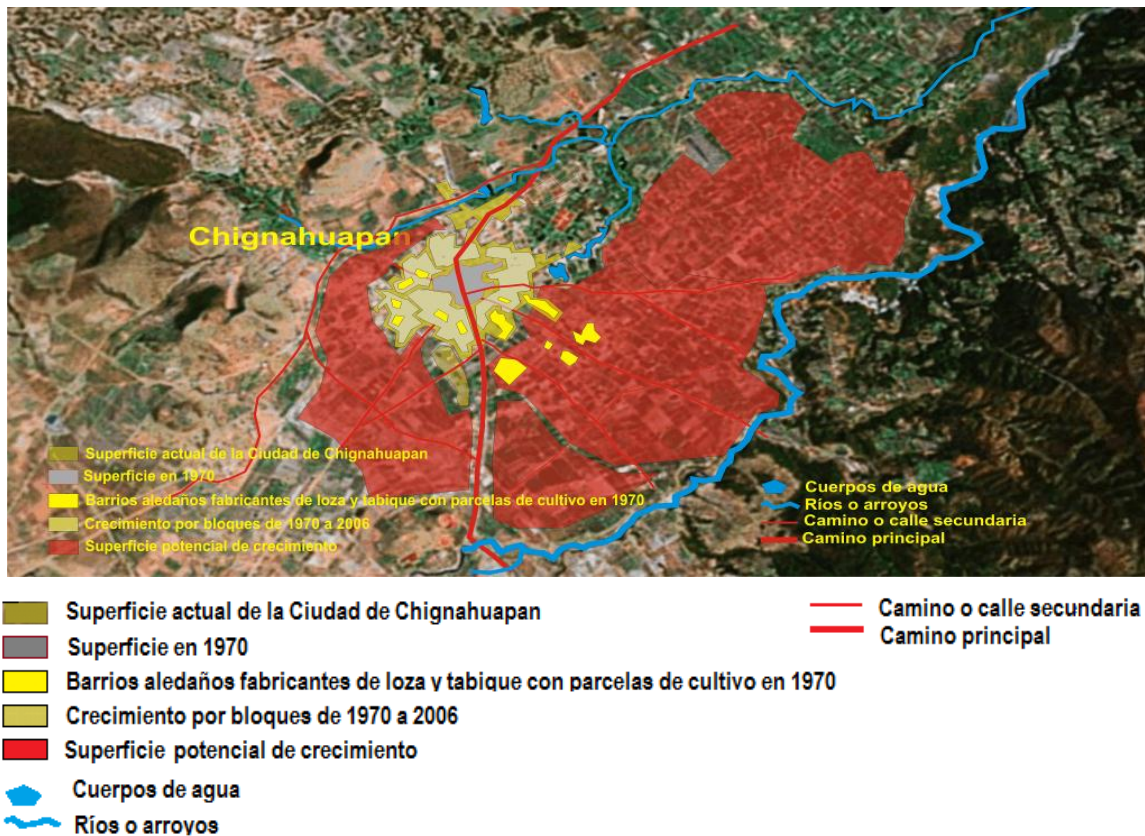 Chignahuapan
Superficie actual de la Ciudad de Chignahuapan
Superficie en 1970
Barrios aledaños fabricantes de loza y tabique con parcelas de cultivo en 1970
Crecimiento por bloques de 1970 a 2006
Superficie potencial de crecimiento
Cuerpos de agua
Ríos o arroyos
Camino o calle secundaria
Camino principal
Superficie actual de la Ciudad de Chignahuapan
Superficie en 1970
Barrios aledaños fabricantes de loza y tabique con parcelas de cultivo en 1970
Crecimiento por bloques de 1970 a 2006
Superficie potencial de crecimiento
Cuerpos de agua
Ríos o arroyos
Camino o calle secundaria
Camino principal